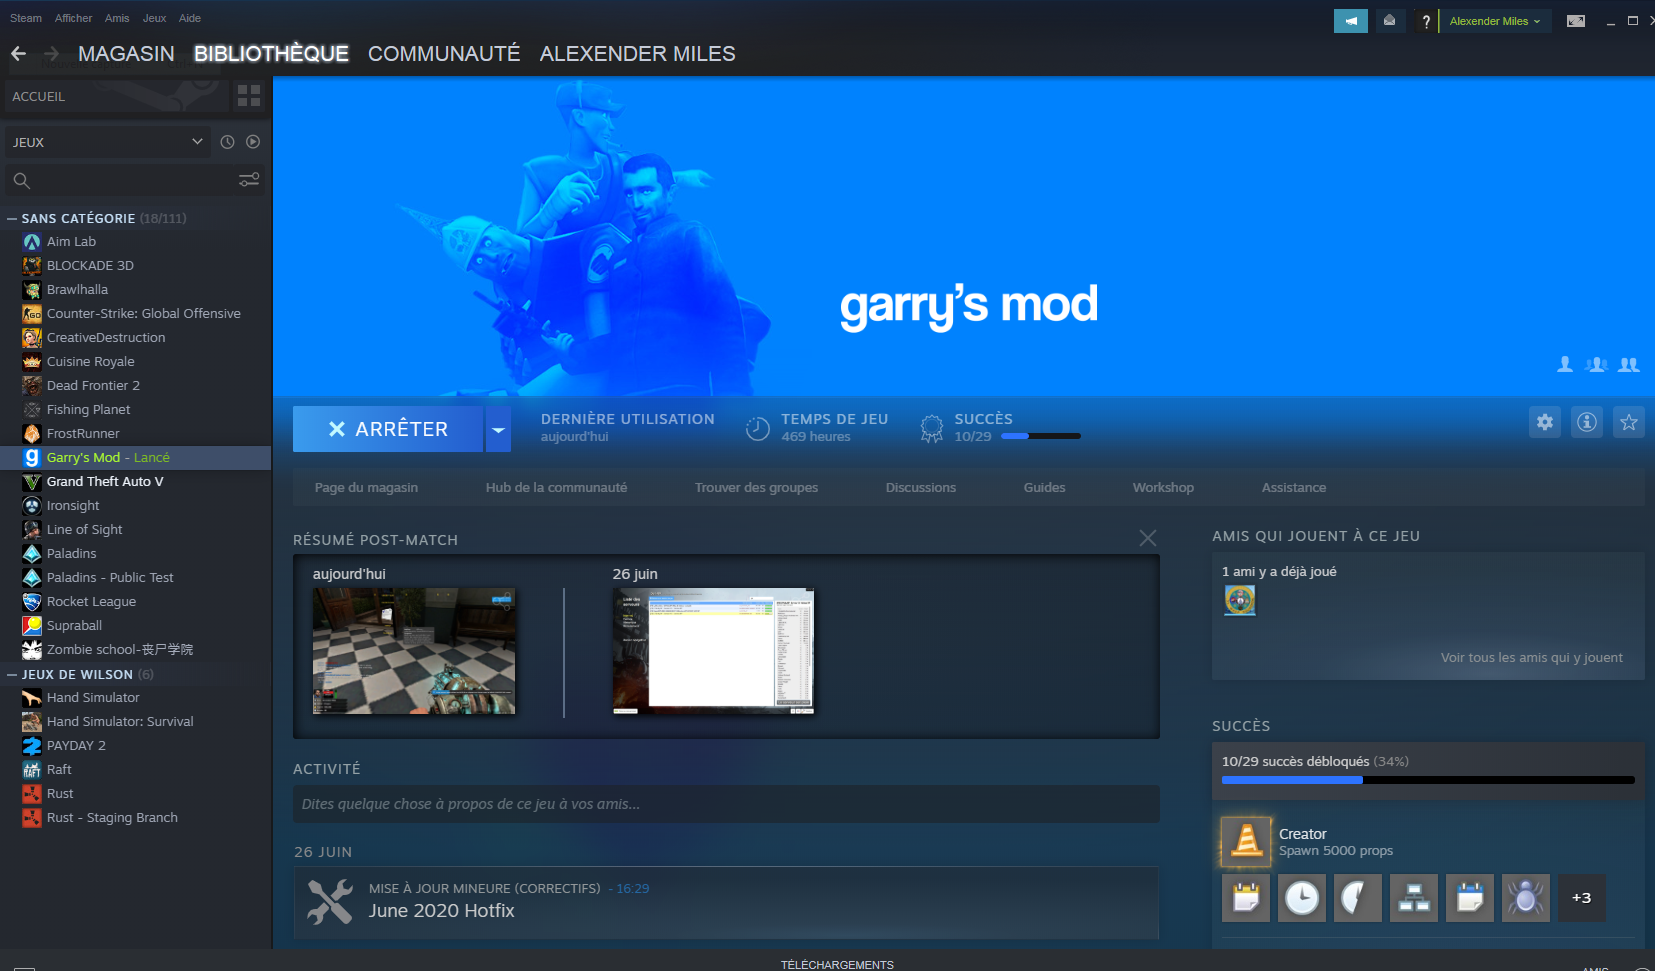 Steam Afficher Amis Jeux Aide
? Alexender Miles
MAGASIN BIBLIOTHÈQUE COMMUNAUTÉ ALEXENDER MILES
ACCUEIL
JEUX
SANS CATÉGORIE (18/111)
Aim Lab
BLOCKADE 3D
Brawlhalla
Counter-Strike: Global Offensive
CreativeDestruction
Cuisine Royale
Dead Frontier 2
Fishing Planet
FrostRunner
Garry's Mod - Lancé
Grand Theft Auto V
Ironsight
Line of Sight
Paladins
Paladins - Public Test
Rocket League
Supraball
Zombie school-丧尸学院
JEUX DE WILSON (6)
Hand Simulator
Hand Simulator: Survival
PAYDAY 2
Raft
Rust
Rust - Staging Branch
garry's mod
ARRÊTER
DERNIÈRE UTILISATION
aujourd'hui
TEMPS DE JEU
469 heures
SUCCÈS
10/29
Page du magasin Hub de la communauté Trouver des groupes Discussions Guides Workshop Assistance
RÉSUMÉ POST-MATCH
aujourd'hui
26 juin
ACTIVITÉ
Dites quelque chose à propos de ce jeu à vos amis...
26 JUIN
MISE À JOUR MINEURE (CORRECTIFS) - 16:29
June 2020 Hotfix
AMIS QUI JOUENT À CE JEU
1 ami y a déjà joué
Voir tous les amis qui y jouent
SUCCÈS
10/29 succès débloqués (34%)
Creator
Spawn 5000 props
+3
TÉLÉCHARGEMENTS